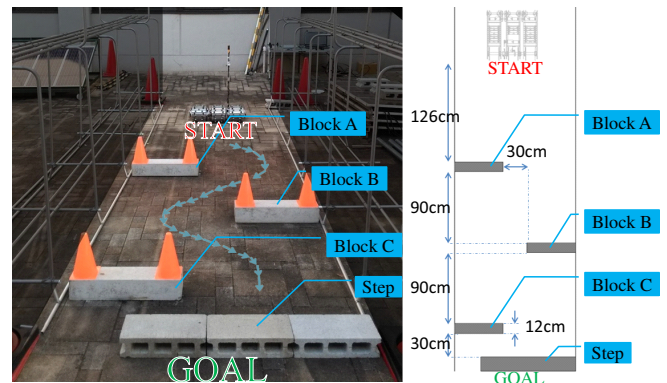 START
Block A
Block B
Block C
Step
GOAL
START
126cm
Block A
30cm
90cm
Block B
90cm
Block C
12cm
30cm
Step
GOAL